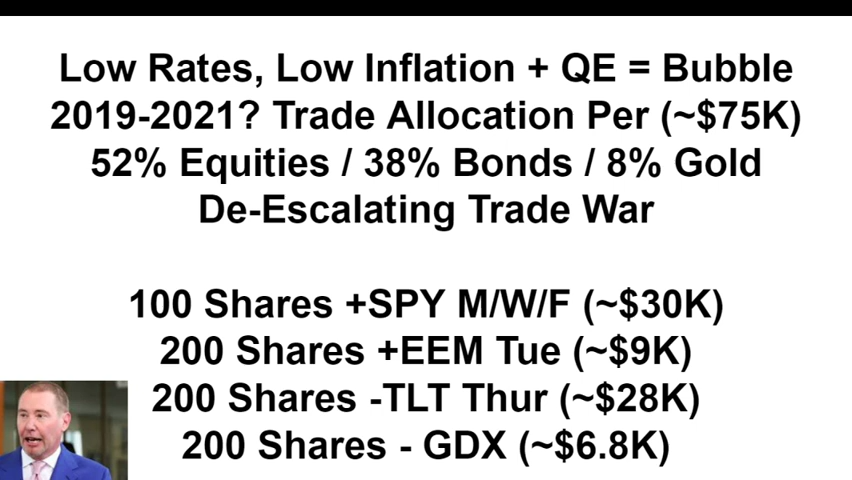 Low Rates, Low Inflation + QE = Bubble
2019-2021? Trade Allocation Per (~$75K)
52% Equities / 38% Bonds / 8% Gold
De-Escalating Trade War
100 Shares +SPY M/W/F (~$30K)
200 Shares +EEM Tue (~$9K)
200 Shares -TLT Thur (~$28K)
200 Shares - GDX (~$6.8K)